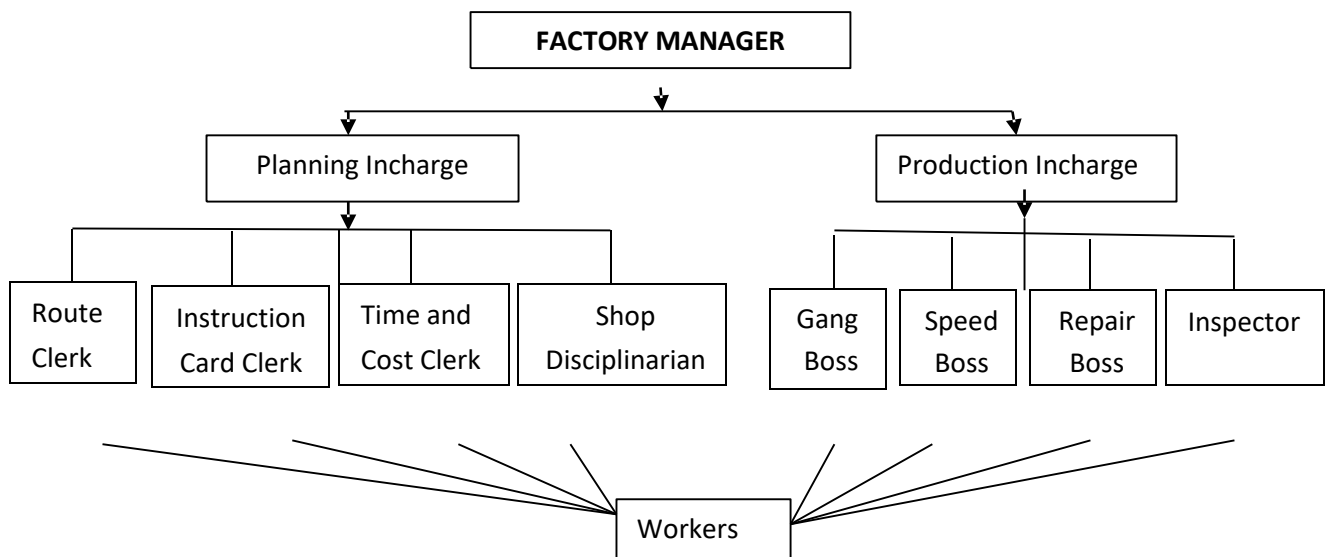 FACTORY MANAGER
Planning Incharge
Production Incharge
Route
Clerk
Instruction
Card Clerk
Time and
Cost Clerk
Shop
Disciplinarian
Gang
Boss
Speed
Boss
Repair
Boss
Inspector
Workers